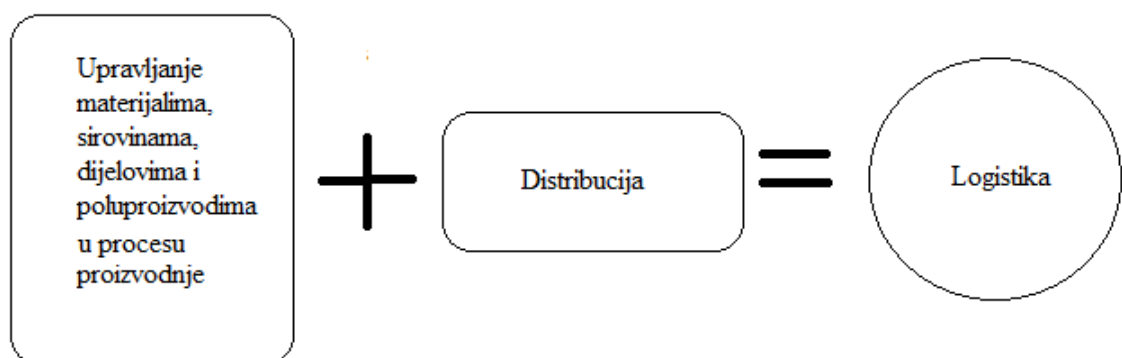 Upravljanje
materijalima,
sirovinama,
dijelovima i
poluproizvodima
u procesu
proizvodnje
Distribucija
Logistika